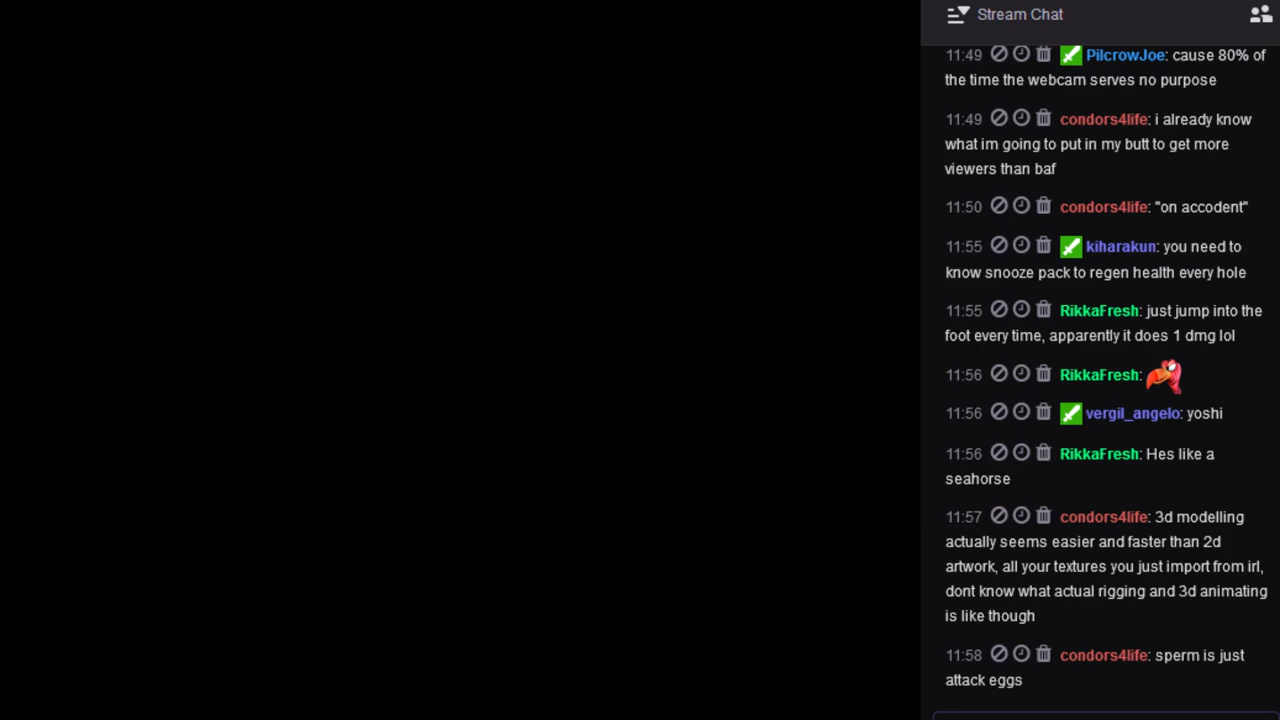 Stream Chat
11:49 PilcrowJoe: cause 80% of
the time the webcam serves no purpose
11:49 condors4life: i already know
what im going to put in my butt to get more
viewers than baf
11:50 condors4life: "on accodent"
11:55 kiharakun: you need to
know snooze pack to regen health every hole
11:55 RikkaFresh: just jump into the
foot every time, apparently it does 1 dmg lol
11:56 RikkaFresh:
11:56 vergil_angelo: yoshi
11:56 RikkaFresh: Hes like a
seahorse
11:57 condors4life: 3d modelling
actually seems easier and faster than 2d
artwork, all your textures you just import from irl,
dont know what actual rigging and 3d animating
is like though
11:58 condors4life: sperm is just
attack eggs